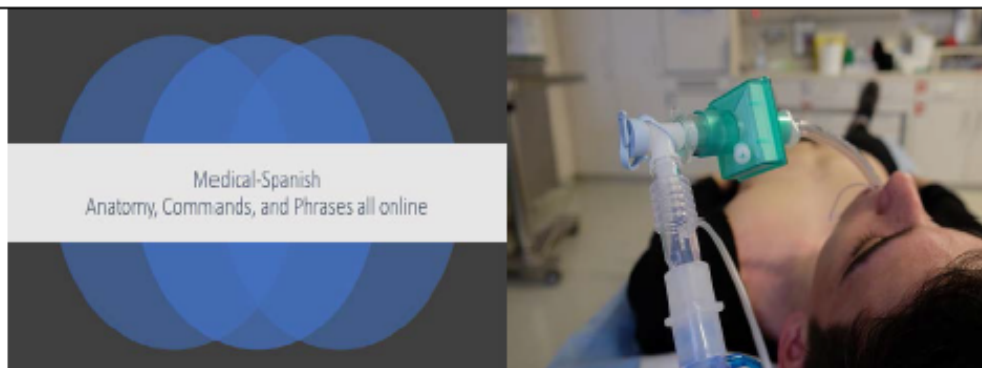 Medical-Spanish
Anatomy, Commands, and Phrases all online